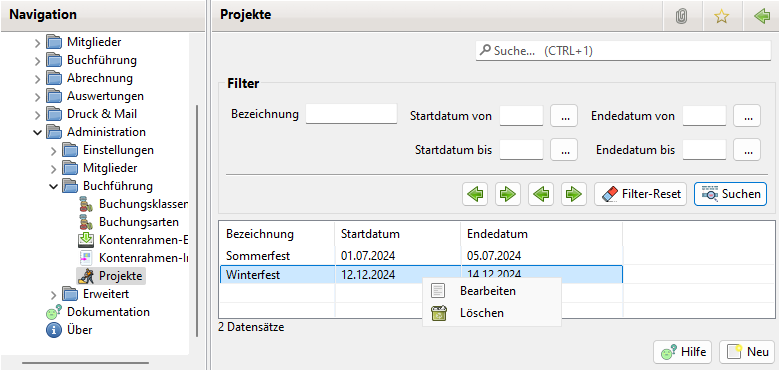 Navigation
Mitglieder
Buchführung
Abrechnung
Auswertungen
Druck & Mail
Administration
Einstellungen
Mitglieder
Buchführung
Buchungsklassen
Buchungsarten
Kontenrahmen-E
Kontenrahmen-I
Projekte
Erweitert
Dokumentation
Über
Projekte
Suche... (CTRL+1)
Filter
Bezeichnung Startdatum von ... Endedatum von ...
Startdatum bis ... Endedatum bis ...
Filter-Reset Suchen
Bezeichnung Startdatum Endedatum
Sommerfest 01.07.2024 05.07.2024
Winterfest 12.12.2024 14.12.2024
Bearbeiten
Löschen
2 Datensätze
Hilfe Neu